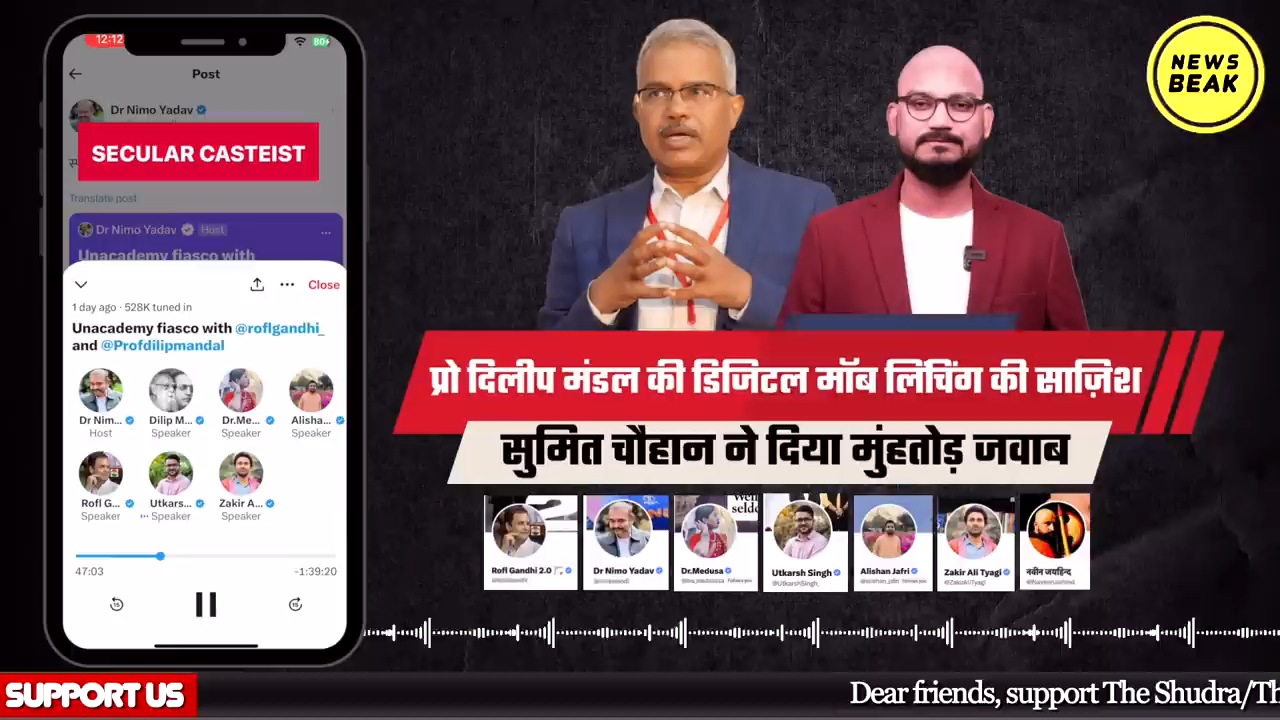 12:12
80
Post
Dr Nimo Yadav
SECULAR CASTEIST
Translate post
Dr Nimo Yadav Host
Unacademy fiasco with
Close
1 day ago · 528K tuned in
Unacademy fiasco with @roflgandhi_
and @Profdilipmandal
Dr Nim... Dilip M... Dr.Me... Alisha...
Host Speaker Speaker Speaker
Rofl G... Utkars... Zakir A...
Speaker Speaker Speaker
47:03 -1:39:20
15 15
NEWS
BEAK
प्रो दिलीप मंडल की डिजिटल मॉब लिंचिंग की साज़िश
सुमित चौहान ने दिया मुंहतोड़ जवाब
Rofl Gandhi 2.0 Dr Nimo Yadav Dr.Medusa Utkarsh Singh Alishan Jafri Zakir Ali Tyagi नवीन जयहिन्द
@UtkarshSingh_ @ZakirAliTyagi
SUPPORT US
Dear friends, support The Shudra/Th